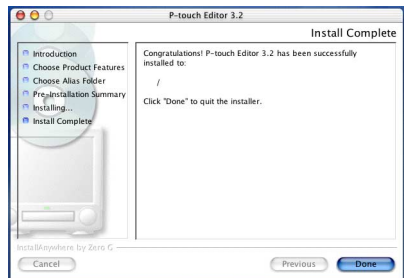 P-touch Editor 3.2
Install Complete
Introduction
Choose Product Features
Choose Alias Folder
Pre-Installation Summary
Installing...
Install Complete
Congratulations! P-touch Editor 3.2 has been successfully
installed to:
/
Click "Done" to quit the installer.
InstallAnywhere by Zero G
Cancel
Previous
Done